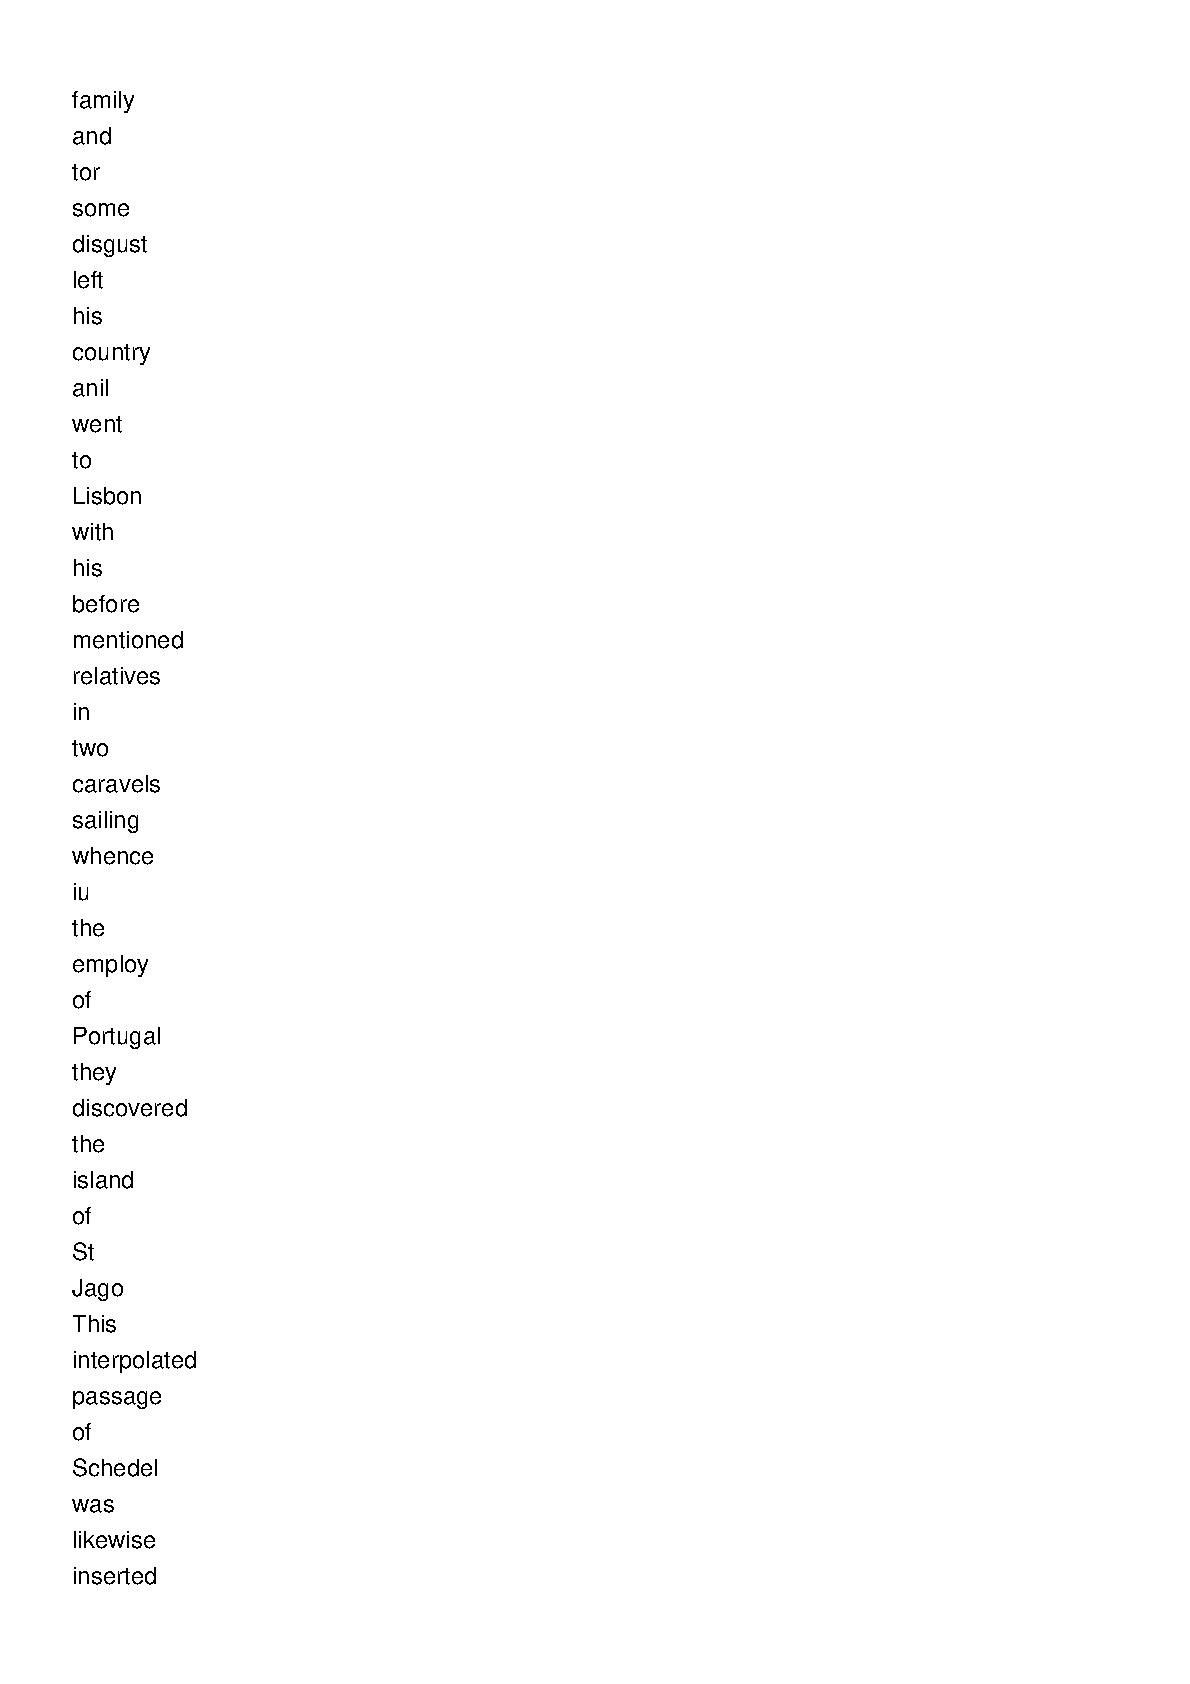 family
and
tor
some
disgust
left
his
country
anil
went
to
Lisbon
with
his
before
mentioned
relatives
in
two
caravels
sailing
whence
iu
the
employ
of
Portugal
they
discovered
the
island
of
St
Jago
This
interpolated
passage
of
Schedel
was
likewise
inserted